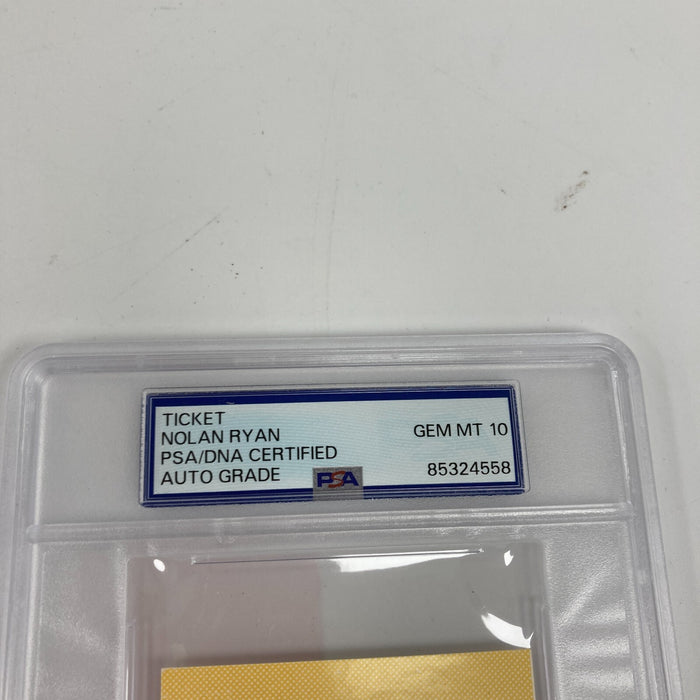 TICKET
NOLAN RYAN
PSA/DNA CERTIFIED
AUTO GRADE
GEM MT 10
85324558
PSA